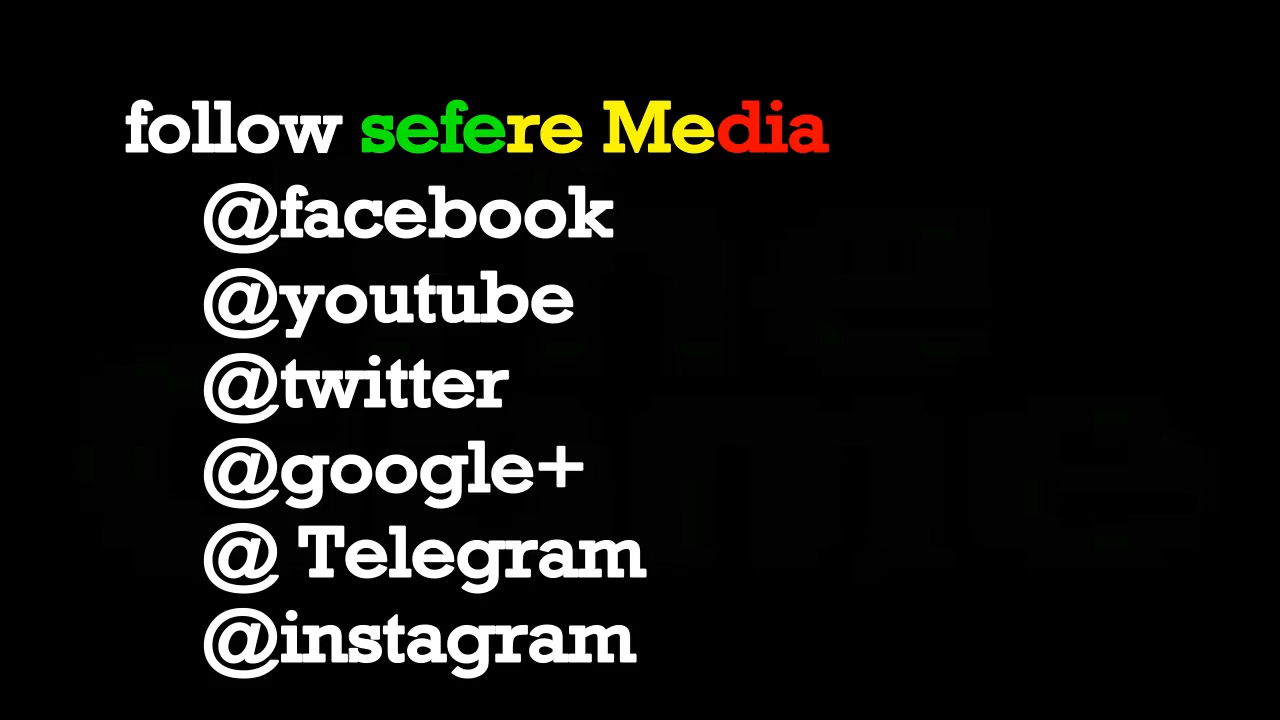 follow sefere Media
@facebook
@youtube
@twitter
@google+
@ Telegram
@instagram